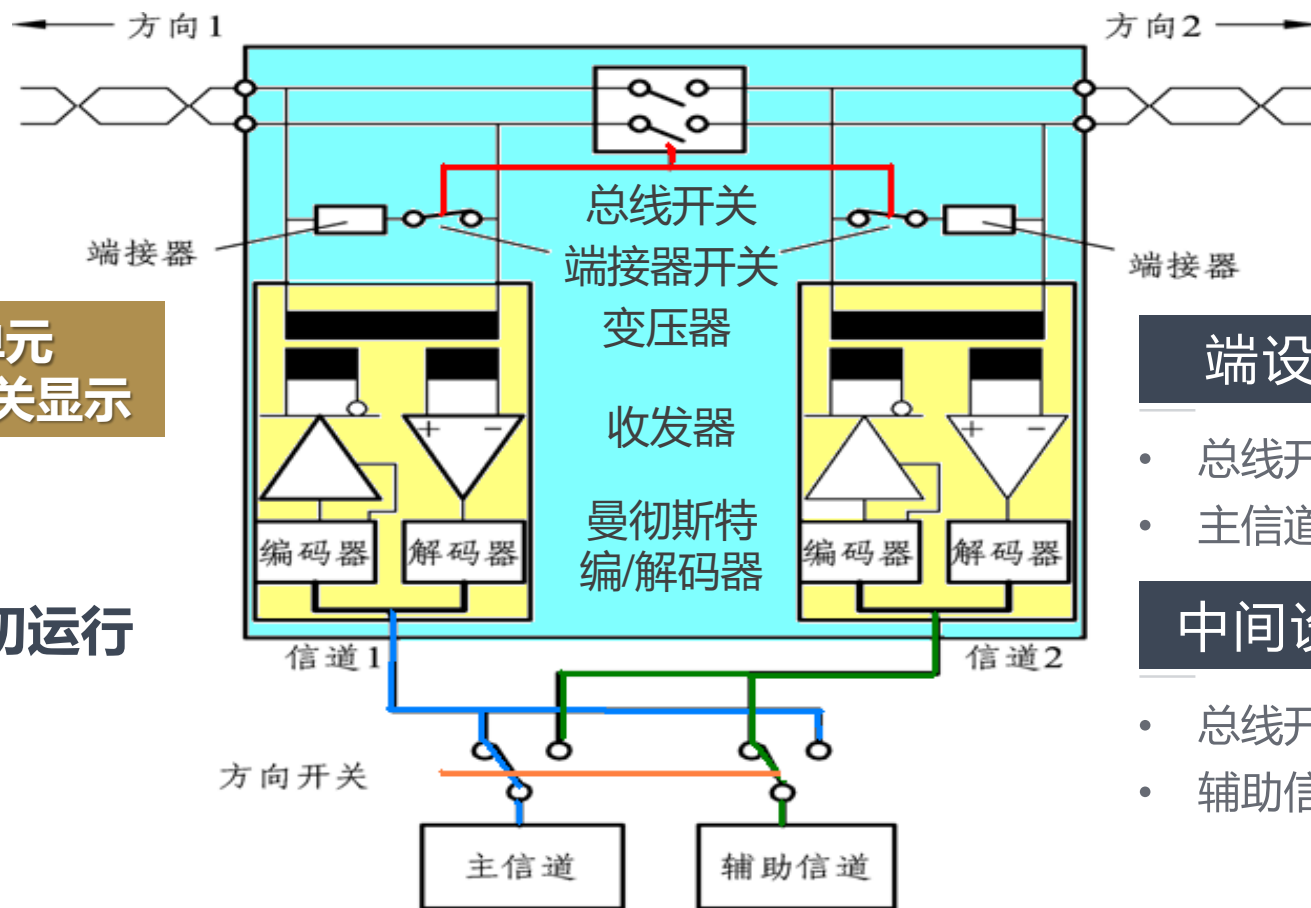 方向1
方向2
总线开关
端接器
端接器开关
端接器
变压器
单元
关显示
端设
收发器
总线开
主信道
+ -
+ -
曼彻斯特
编/解码器
编码器
解码器
编码器
解码器
切运行
中间设
信道1
信道2
总线开
辅助信
方向开关
主信道
辅助信道